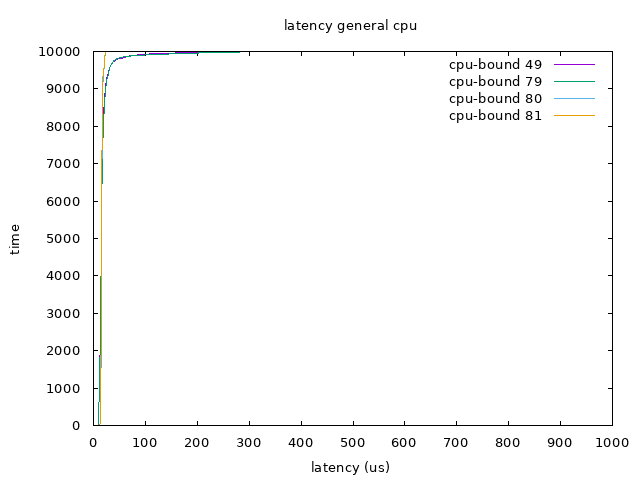 latency general cpu
10000
9000
8000
7000
6000
5000
4000
3000
2000
1000
0
time
cpu-bound 49
cpu-bound 79
cpu-bound 80
cpu-bound 81
0 100 200 300 400 500 600 700 800 900 1000
latency (us)